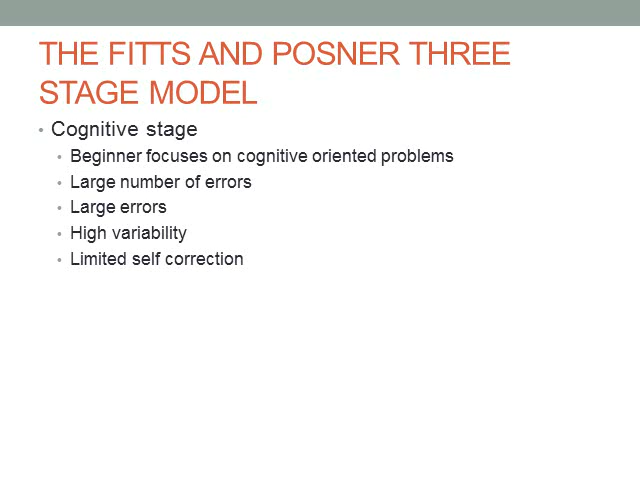 THE FITTS AND POSNER THREE
STAGE MODEL
• Cognitive stage
• Beginner focuses on cognitive oriented problems
• Large number of errors
• Large errors
• High variability
• Limited self correction